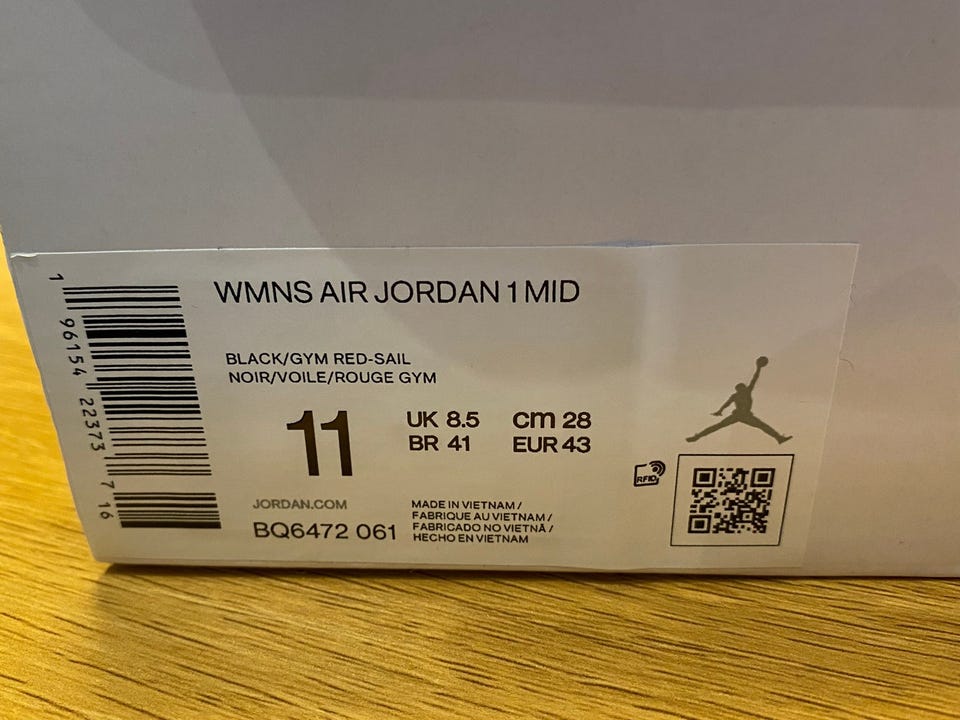 WMNS AIR JORDAN 1 MID
BLACK/GYM RED-SAIL
NOIR/VOILE/ROUGE GYM
11
UK 8.5 cm 28
BR 41 EUR 43
JORDAN.COM
BQ6472 061
MADE IN VIETNAM /
FABRIQUE AU VIETNAM /
FABRICADO NO VIETNÃ /
HECHO EN VIETNAM
RFID
1 96154 22373 7 16